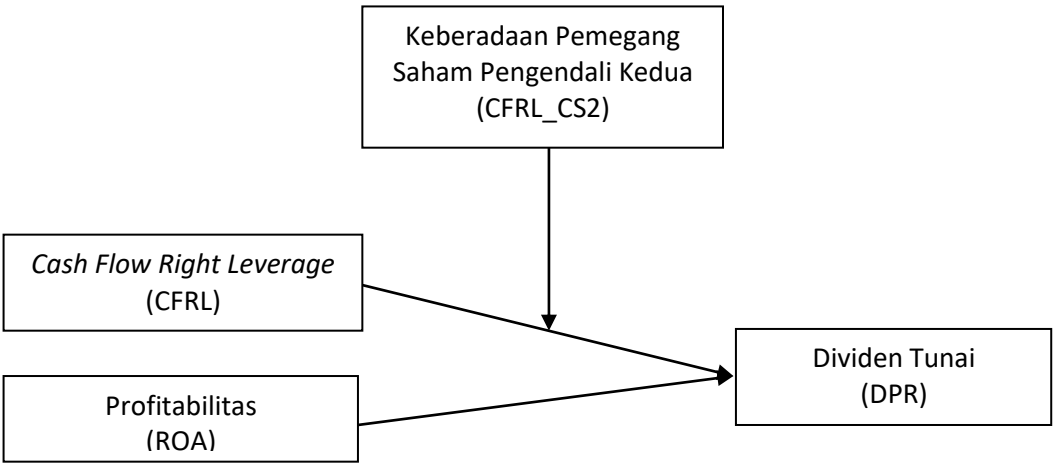 Keberadaan Pemegang
Saham Pengendali Kedua
(CFRL_CS2)
Cash Flow Right Leverage
(CFRL)
Profitabilitas
(ROA)
Dividen Tunai
(DPR)